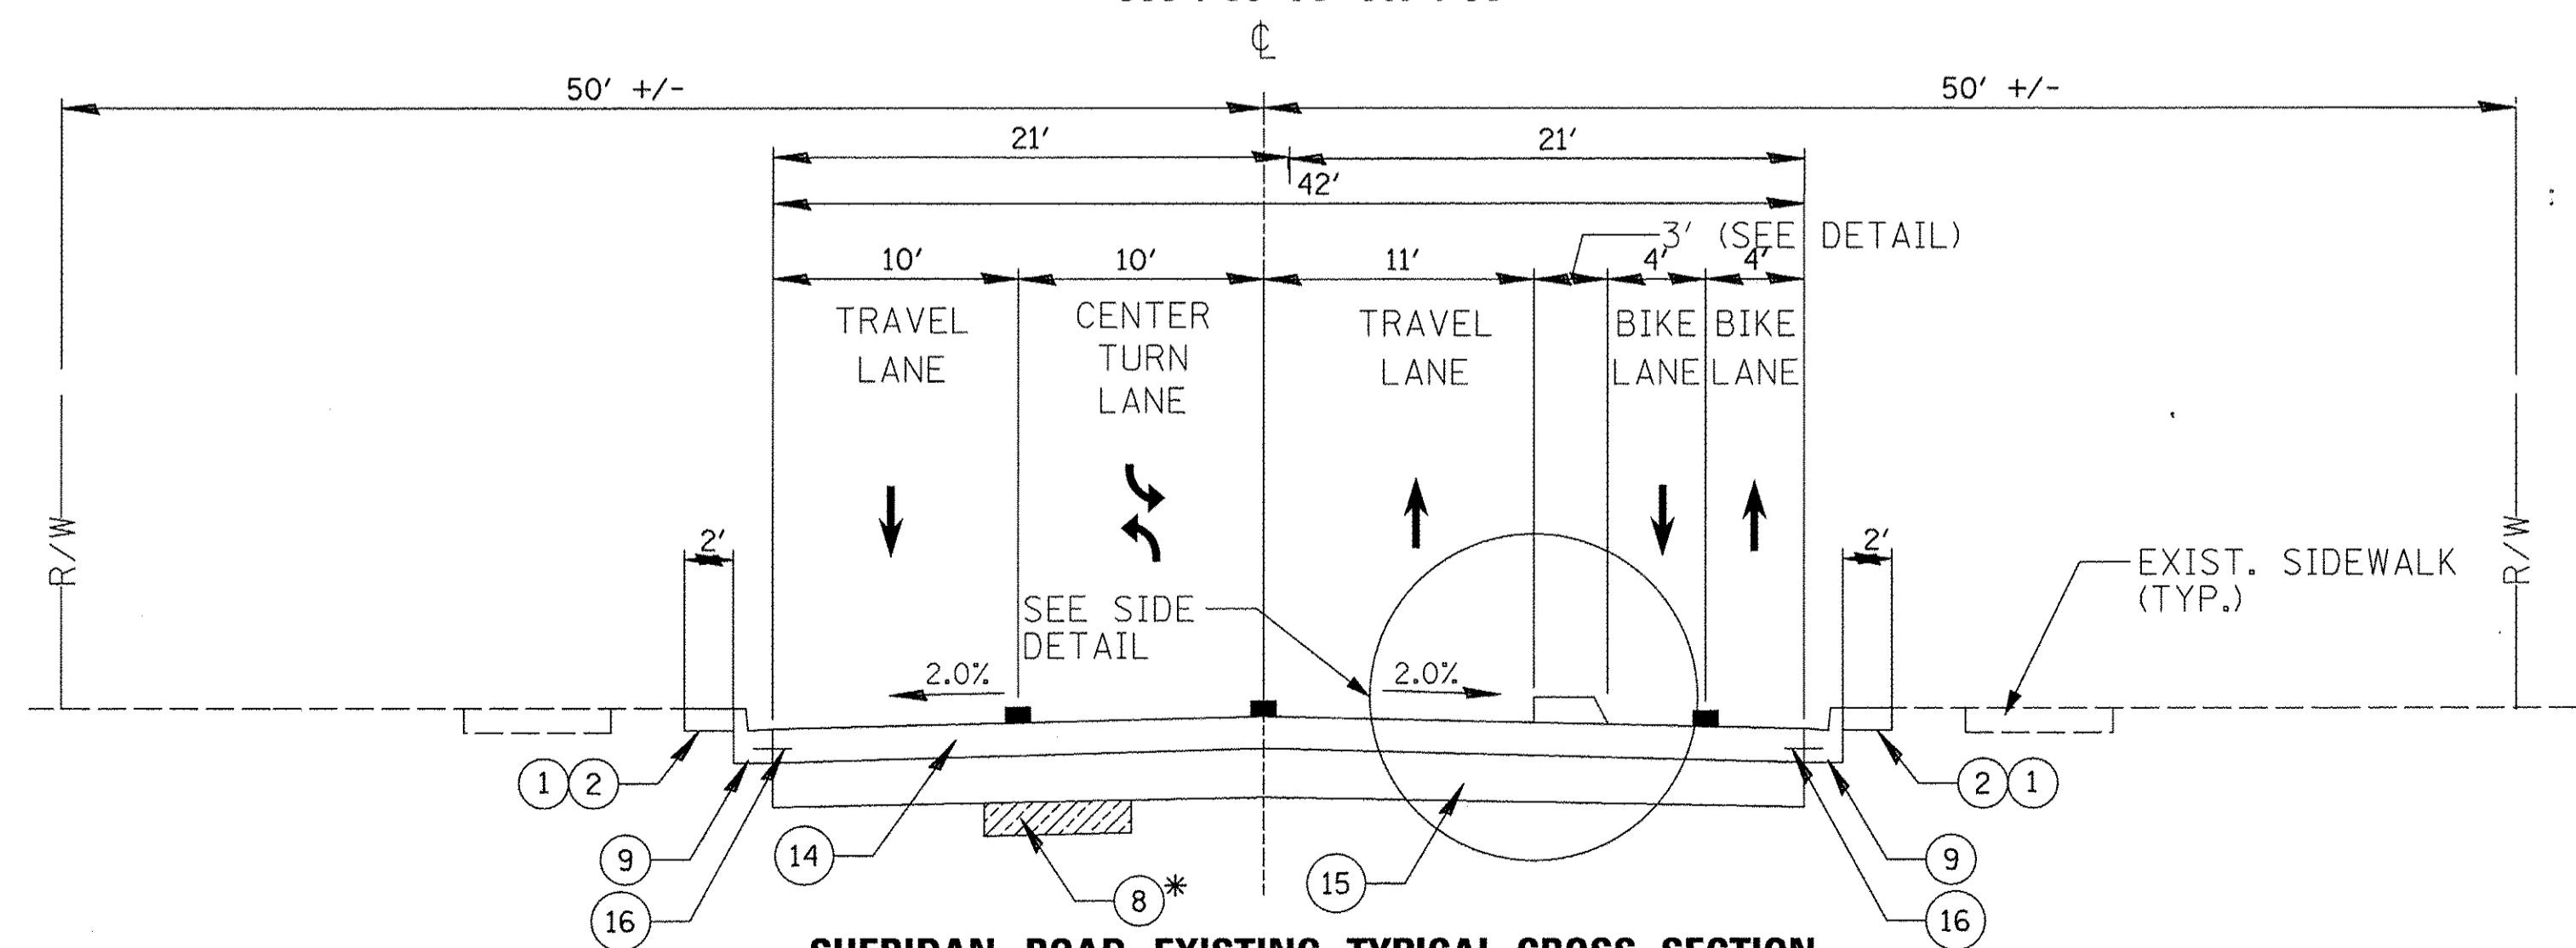 ℄
50' +/-
50' +/-
21'
21'
42'
3' (SEE DETAIL)
10'
10'
11'
4'
4'
TRAVEL
LANE
CENTER
TURN
LANE
TRAVEL
LANE
BIKE
LANE
BIKE
LANE
R/W
R/W
2'
2'
EXIST. SIDEWALK
(TYP.)
SEE SIDE
DETAIL
2.0%
2.0%
1 2
2 1
9
14
8*
15
9
16
16
SHERIDAN ROAD EXISTING TYPICAL CROSS SECTION